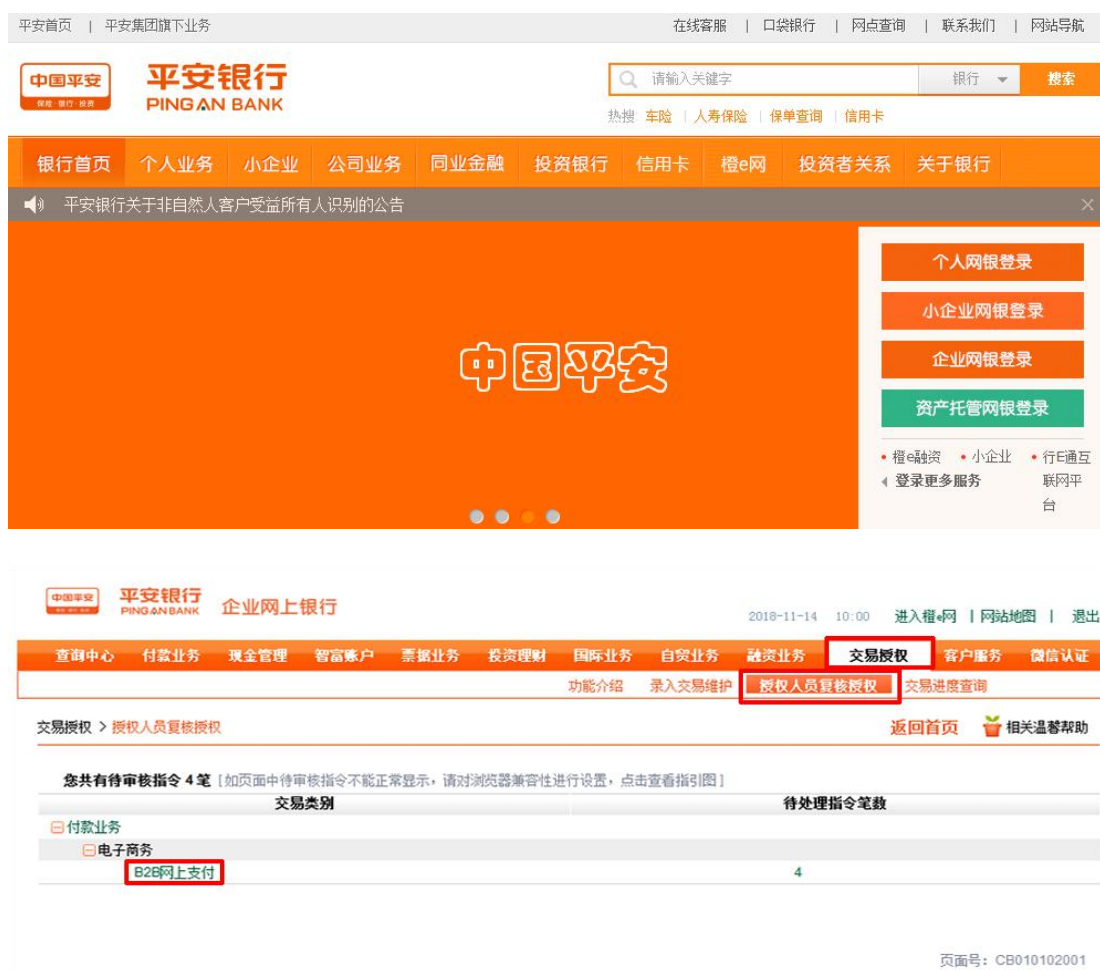 平安首页 | 平安集团旗下业务 在线客服 | 口袋银行 | 网点查询 | 联系我们 | 网站导航
中国平安
保险·银行·投资
平安银行
PING AN BANK
请输入关键字 银行 搜索
热搜 车险 | 人寿保险 | 保单查询 | 信用卡
银行首页 个人业务 小企业 公司业务 同业金融 投资银行 信用卡 橙e网 投资者关系 关于银行
平安银行关于非自然人客户受益所有人识别的公告
个人网银登录
小企业网银登录
企业网银登录
资产托管网银登录
中国平安
• 橙e融资 • 小企业 • 行E通互联网平台
登录更多服务
中国平安
平安银行
PING AN BANK
企业网上银行
2018-11-14 10:00 进入橙e网 | 网站地图 | 退出
查询中心 付款业务 现金管理 智富账户 票据业务 投资理财 国际业务 自贸业务 融资业务 交易授权 客户服务 微信认证
功能介绍 录入交易维护 授权人员复核授权 交易进度查询
交易授权 > 授权人员复核授权 返回首页 相关温馨帮助
您共有待审核指令 4 笔 [如页面中待审核指令不能正常显示，请对浏览器兼容性进行设置，点击查看指引图]
交易类别 待处理指令笔数
付款业务
电子商务
B2B网上支付 4
页面号：CB010102001